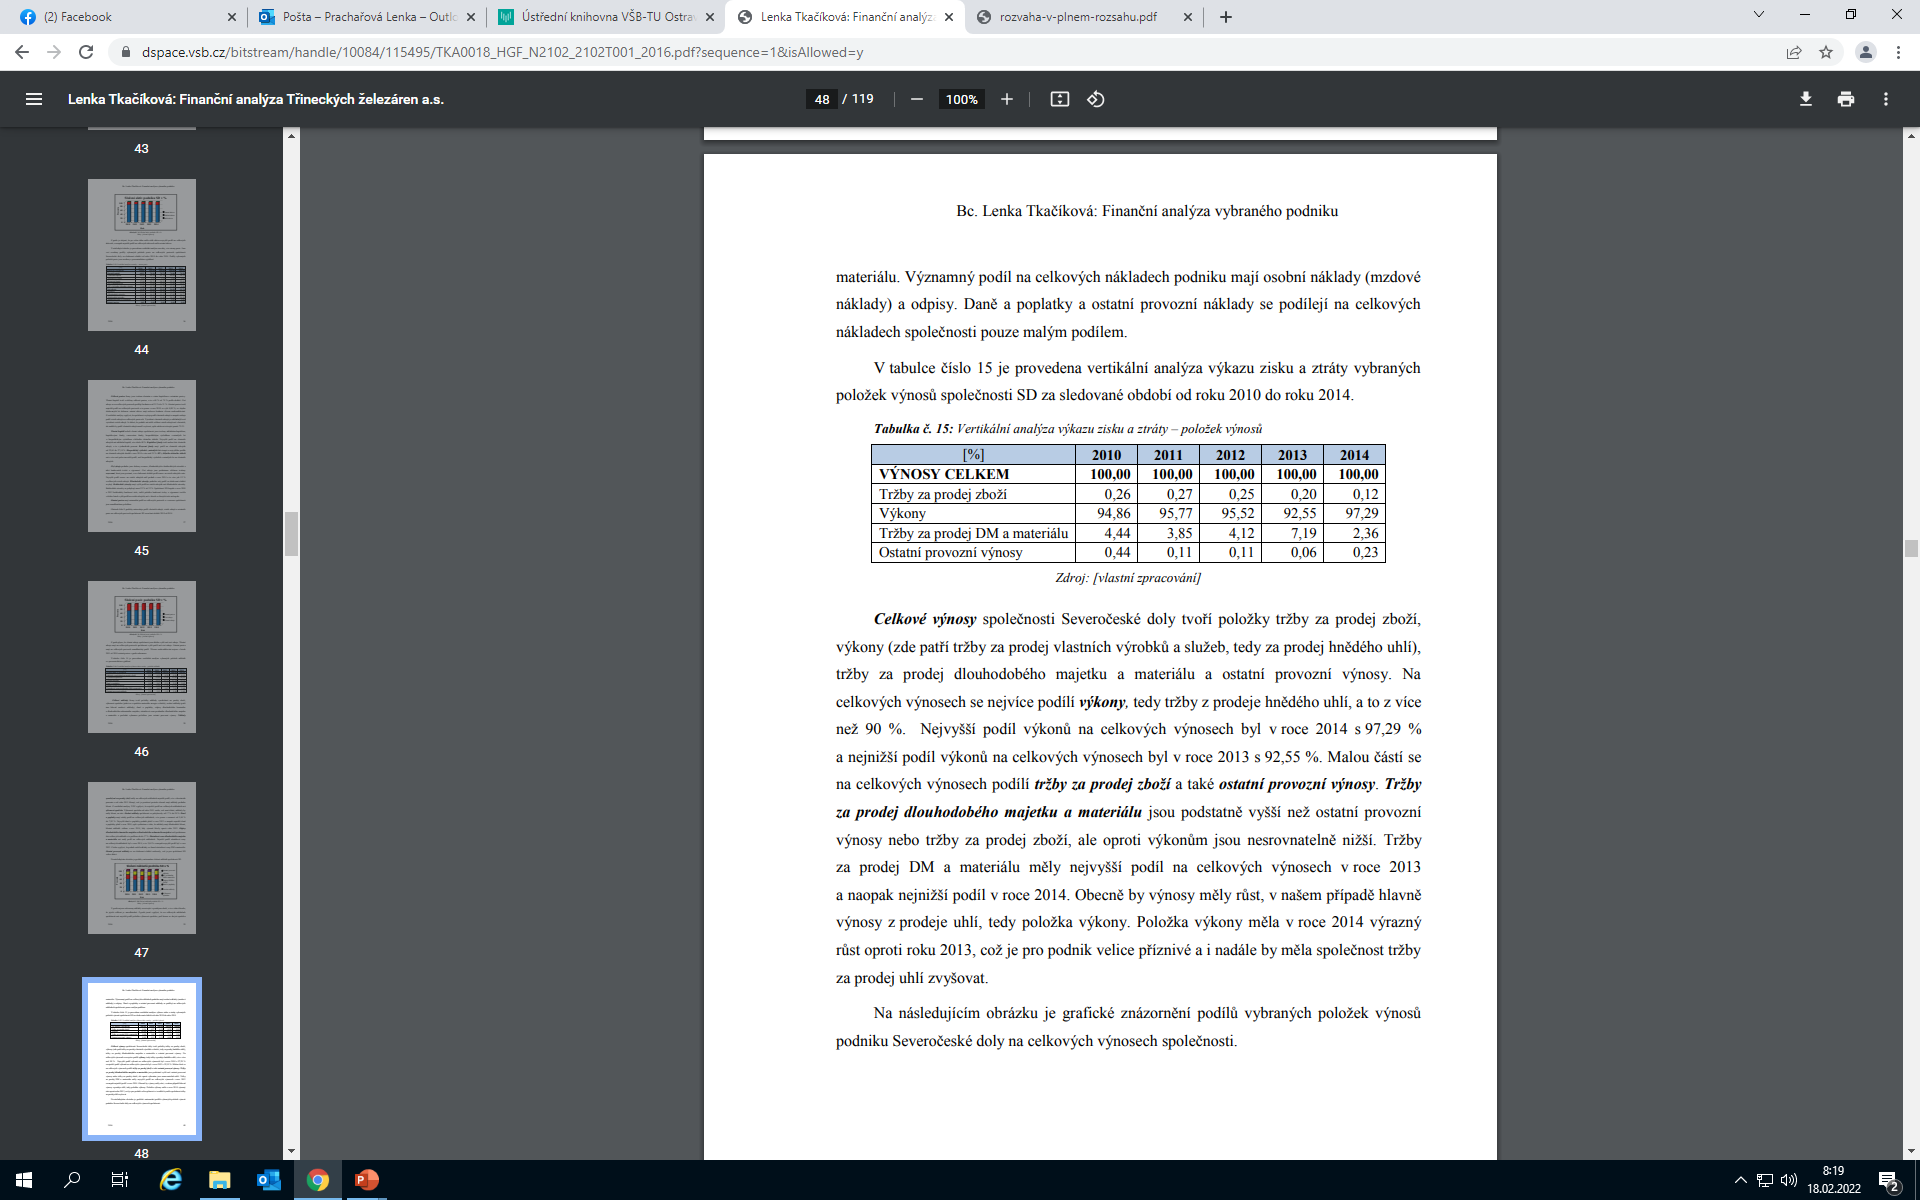 (2) Facebook
Pošta – Prachařová Lenka – Outlo
Ústřední knihovna VŠB-TU Ostrav
Lenka Tkačíková: Finanční analýza
rozvaha-v-plnem-rozsahu.pdf
dspace.vsb.cz/bitstream/handle/10084/115495/TKA0018_HGF_N2102_2102T001_2016.pdf?sequence=1&isAllowed=y
Lenka Tkačíková: Finanční analýza Třineckých železáren a.s.
48 / 119
100%
43
44
45
46
47
48
Bc. Lenka Tkačíková: Finanční analýza vybraného podniku
materiálu. Významný podíl na celkových nákladech podniku mají osobní náklady (mzdové
náklady) a odpisy. Daně a poplatky a ostatní provozní náklady se podílejí na celkových
nákladech společnosti pouze malým podílem.
V tabulce číslo 15 je provedena vertikální analýza výkazu zisku a ztráty vybraných
položek výnosů společnosti SD za sledované období od roku 2010 do roku 2014.
Tabulka č. 15: Vertikální analýza výkazu zisku a ztráty – položek výnosů
[%] 2010 2011 2012 2013 2014
VÝNOSY CELKEM 100,00 100,00 100,00 100,00 100,00
Tržby za prodej zboží 0,26 0,27 0,25 0,20 0,12
Výkony 94,86 95,77 95,52 92,55 97,29
Tržby za prodej DM a materiálu 4,44 3,85 4,12 7,19 2,36
Ostatní provozní výnosy 0,44 0,11 0,11 0,06 0,23
Zdroj: [vlastní zpracování]
Celkové výnosy společnosti Severočeské doly tvoří položky tržby za prodej zboží,
výkony (zde patří tržby za prodej vlastních výrobků a služeb, tedy za prodej hnědého uhlí),
tržby za prodej dlouhodobého majetku a materiálu a ostatní provozní výnosy. Na
celkových výnosech se nejvíce podílí výkony, tedy tržby z prodeje hnědého uhlí, a to z více
než 90 %. Nejvyšší podíl výkonů na celkových výnosech byl v roce 2014 s 97,29 %
a nejnižší podíl výkonů na celkových výnosech byl v roce 2013 s 92,55 %. Malou částí se
na celkových výnosech podílí tržby za prodej zboží a také ostatní provozní výnosy. Tržby
za prodej dlouhodobého majetku a materiálu jsou podstatně vyšší než ostatní provozní
výnosy nebo tržby za prodej zboží, ale oproti výkonům jsou nesrovnatelně nižší. Tržby
za prodej DM a materiálu měly nejvyšší podíl na celkových výnosech v roce 2013
a naopak nejnižší podíl v roce 2014. Obecně by výnosy měly růst, v našem případě hlavně
výnosy z prodeje uhlí, tedy položka výkony. Položka výkony měla v roce 2014 výrazný
růst oproti roku 2013, což je pro podnik velice příznivé a i nadále by měla společnost tržby
za prodej uhlí zvyšovat.
Na následujícím obrázku je grafické znázornění podílů vybraných položek výnosů
podniku Severočeské doly na celkových výnosech společnosti.
8:19
18.02.2022
2